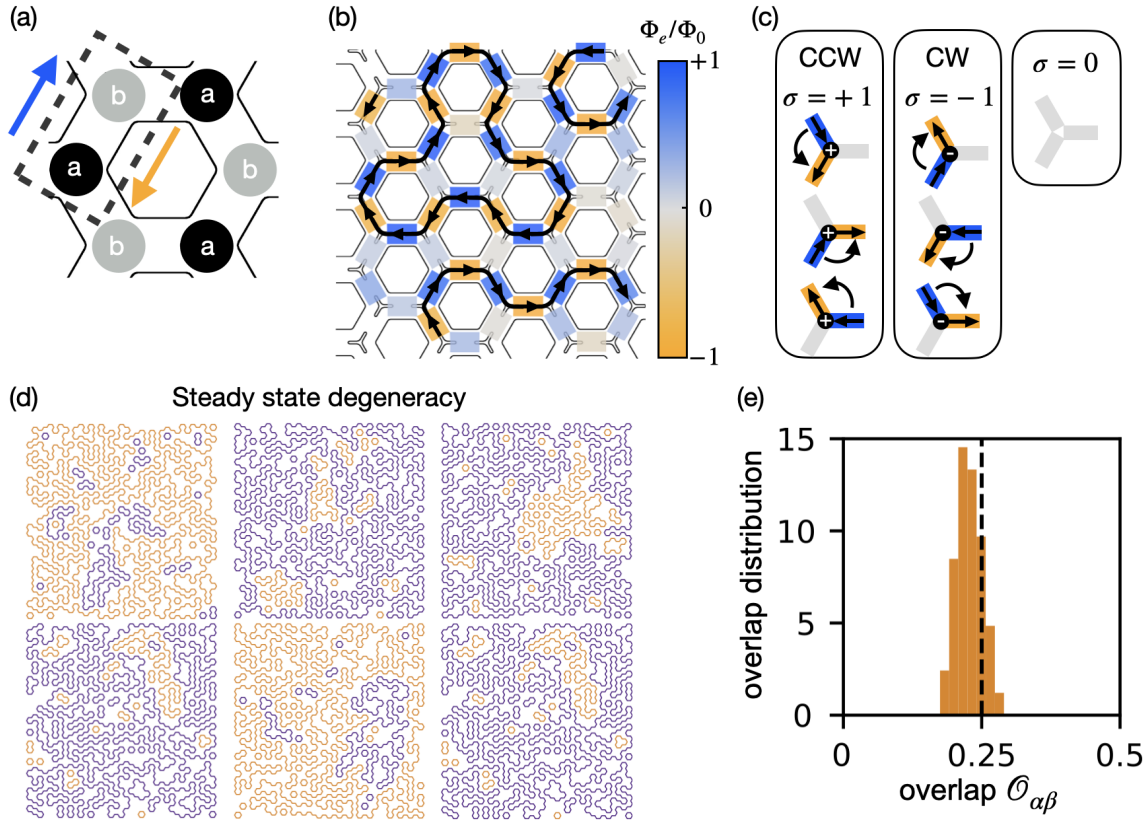 (a)
b
a
a
b
b
a
(b)
Φₑ/Φ₀
+1
0
−1
(c)
CCW
σ = + 1
+
+
+
CW
σ = − 1
-
-
-
σ = 0
(d)
Steady state degeneracy
(e)
overlap distribution
15
10
5
0
0
0.25
0.5
overlap 𝒪αβ